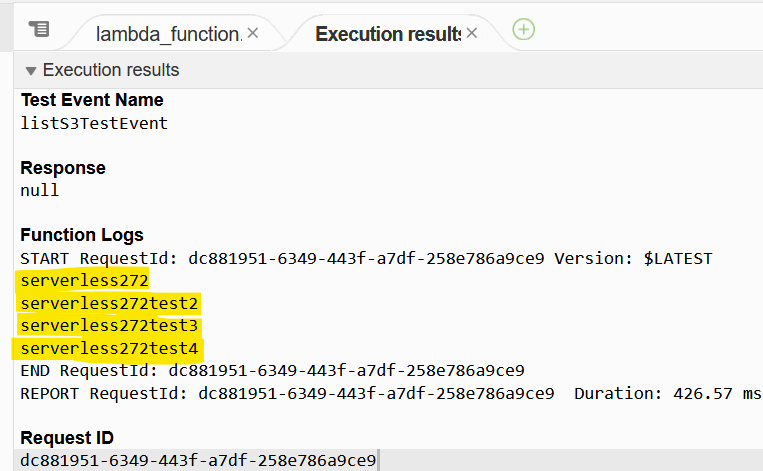 lambda_function.
Execution results
Execution results
Test Event Name
listS3TestEvent
Response
null
Function Logs
START RequestId: dc881951-6349-443f-a7df-258e786a9ce9 Version: $LATEST
serverless272
serverless272test2
serverless272test3
serverless272test4
END RequestId: dc881951-6349-443f-a7df-258e786a9ce9
REPORT RequestId: dc881951-6349-443f-a7df-258e786a9ce9 Duration: 426.57 ms
Request ID
dc881951-6349-443f-a7df-258e786a9ce9